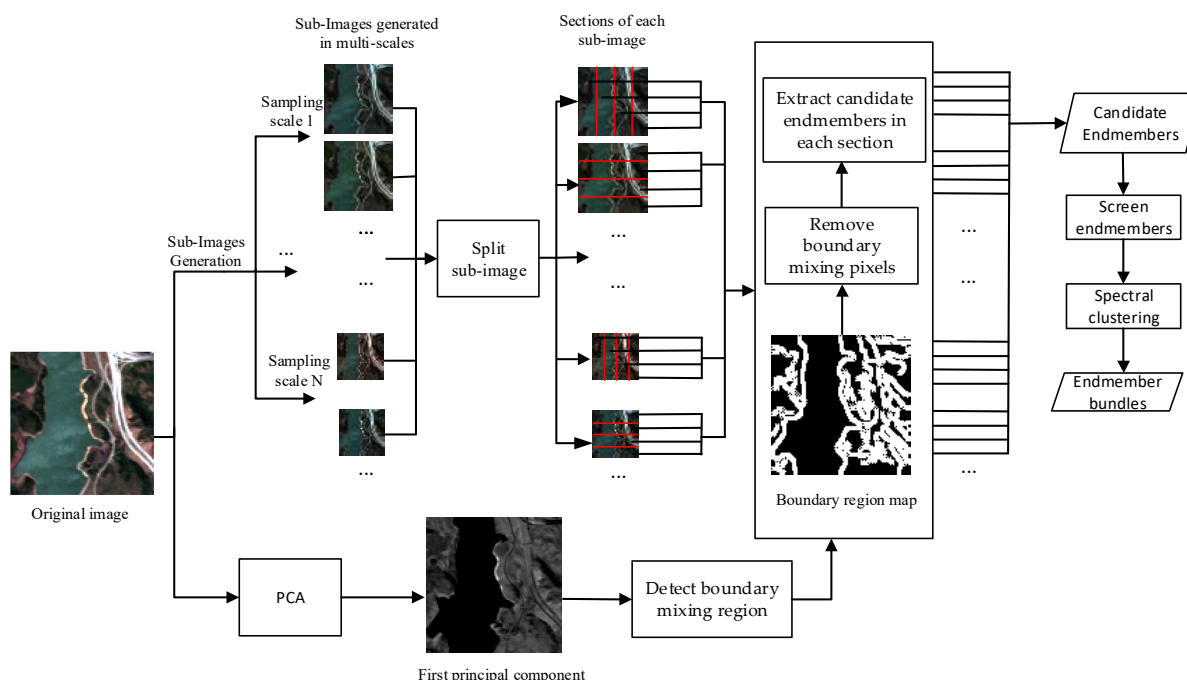 Sub-Images generated
in multi-scales
Sections of each
sub-image
Sampling
scale 1
Extract candidate
endmembers in
each section
Candidate
Endmembers
Sub-Images
Generation
...
...
...
Split
sub-image
...
...
Remove
boundary
mixing pixels
...
...
Screen
endmembers
Spectral
clustering
Sampling
scale N
Endmember
bundles
...
...
...
Original image
Boundary region map
PCA
Detect boundary
mixing region
First principal component